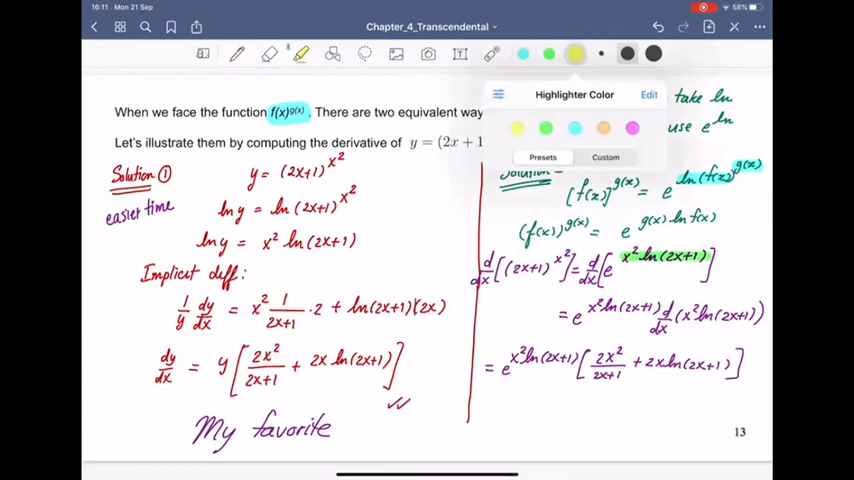 16:11 Mon 21 Sep
58%
Chapter_4_Transcendental
When we face the function f(x)^g(x). There are two equivalent way
Let's illustrate them by computing the derivative of y = (2x + 1
Highlighter Color
Edit
Presets
Custom
take ln
use e^ln
Solution ①
easier time
y = (2x+1)^x^2
ln y = ln (2x+1)^x^2
ln y = x^2 ln (2x+1)
Implicit diff:
1/y dy/dx = x^2 1/(2x+1) · 2 + ln(2x+1)(2x)
dy/dx = y [2x^2/(2x+1) + 2x ln(2x+1)]
My favorite
Solution
[f(x)]^g(x) = e^ln(f(x))^g(x)
(f(x))^g(x) = e^g(x) ln f(x)
d/dx [(2x+1)^x^2] = d/dx [e^x^2 ln(2x+1)]
= e^x^2 ln(2x+1) d/dx (x^2 ln(2x+1))
= e^x^2 ln(2x+1) [2x^2/(2x+1) + 2x ln(2x+1)]
13